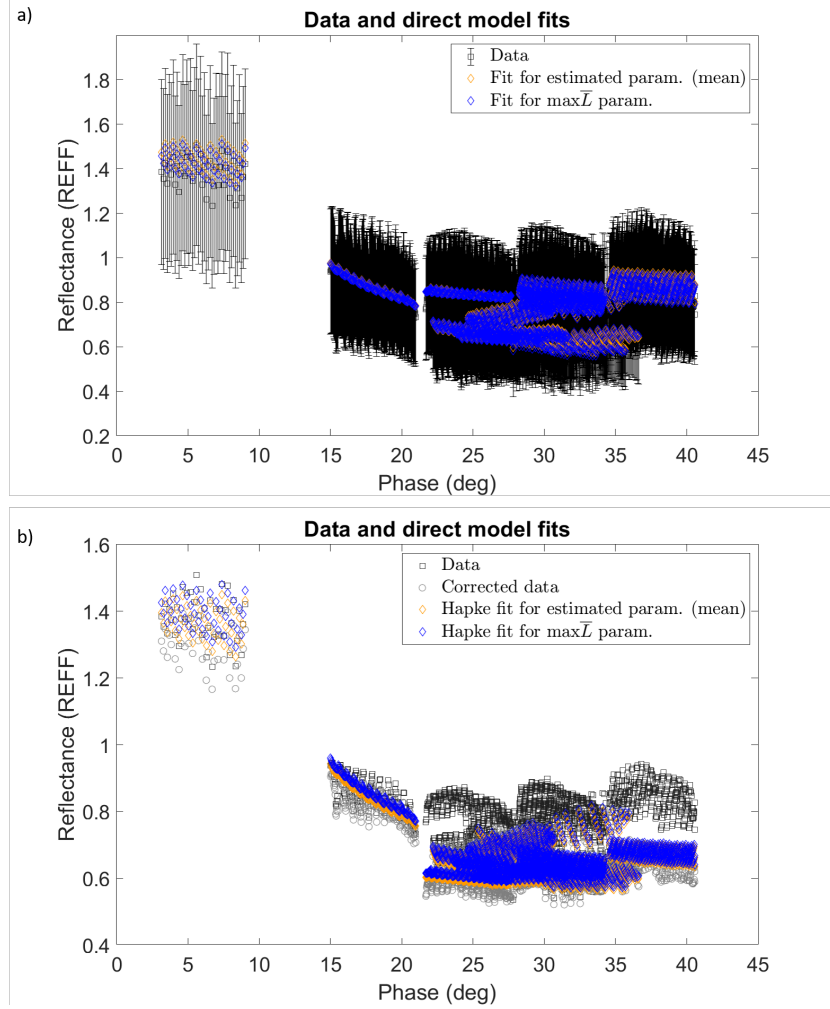 a)
Data and direct model fits
Data
Fit for estimated param. (mean)
Fit for maxL̅ param.
1.8
1.6
1.4
1.2
1
0.8
0.6
0.4
0.2
Reflectance (REFF)
0 5 10 15 20 25 30 35 40 45
Phase (deg)
b)
Data and direct model fits
Data
Corrected data
Hapke fit for estimated param. (mean)
Hapke fit for maxL̅ param.
1.6
1.4
1.2
1
0.8
0.6
0.4
Reflectance (REFF)
0 5 10 15 20 25 30 35 40 45
Phase (deg)